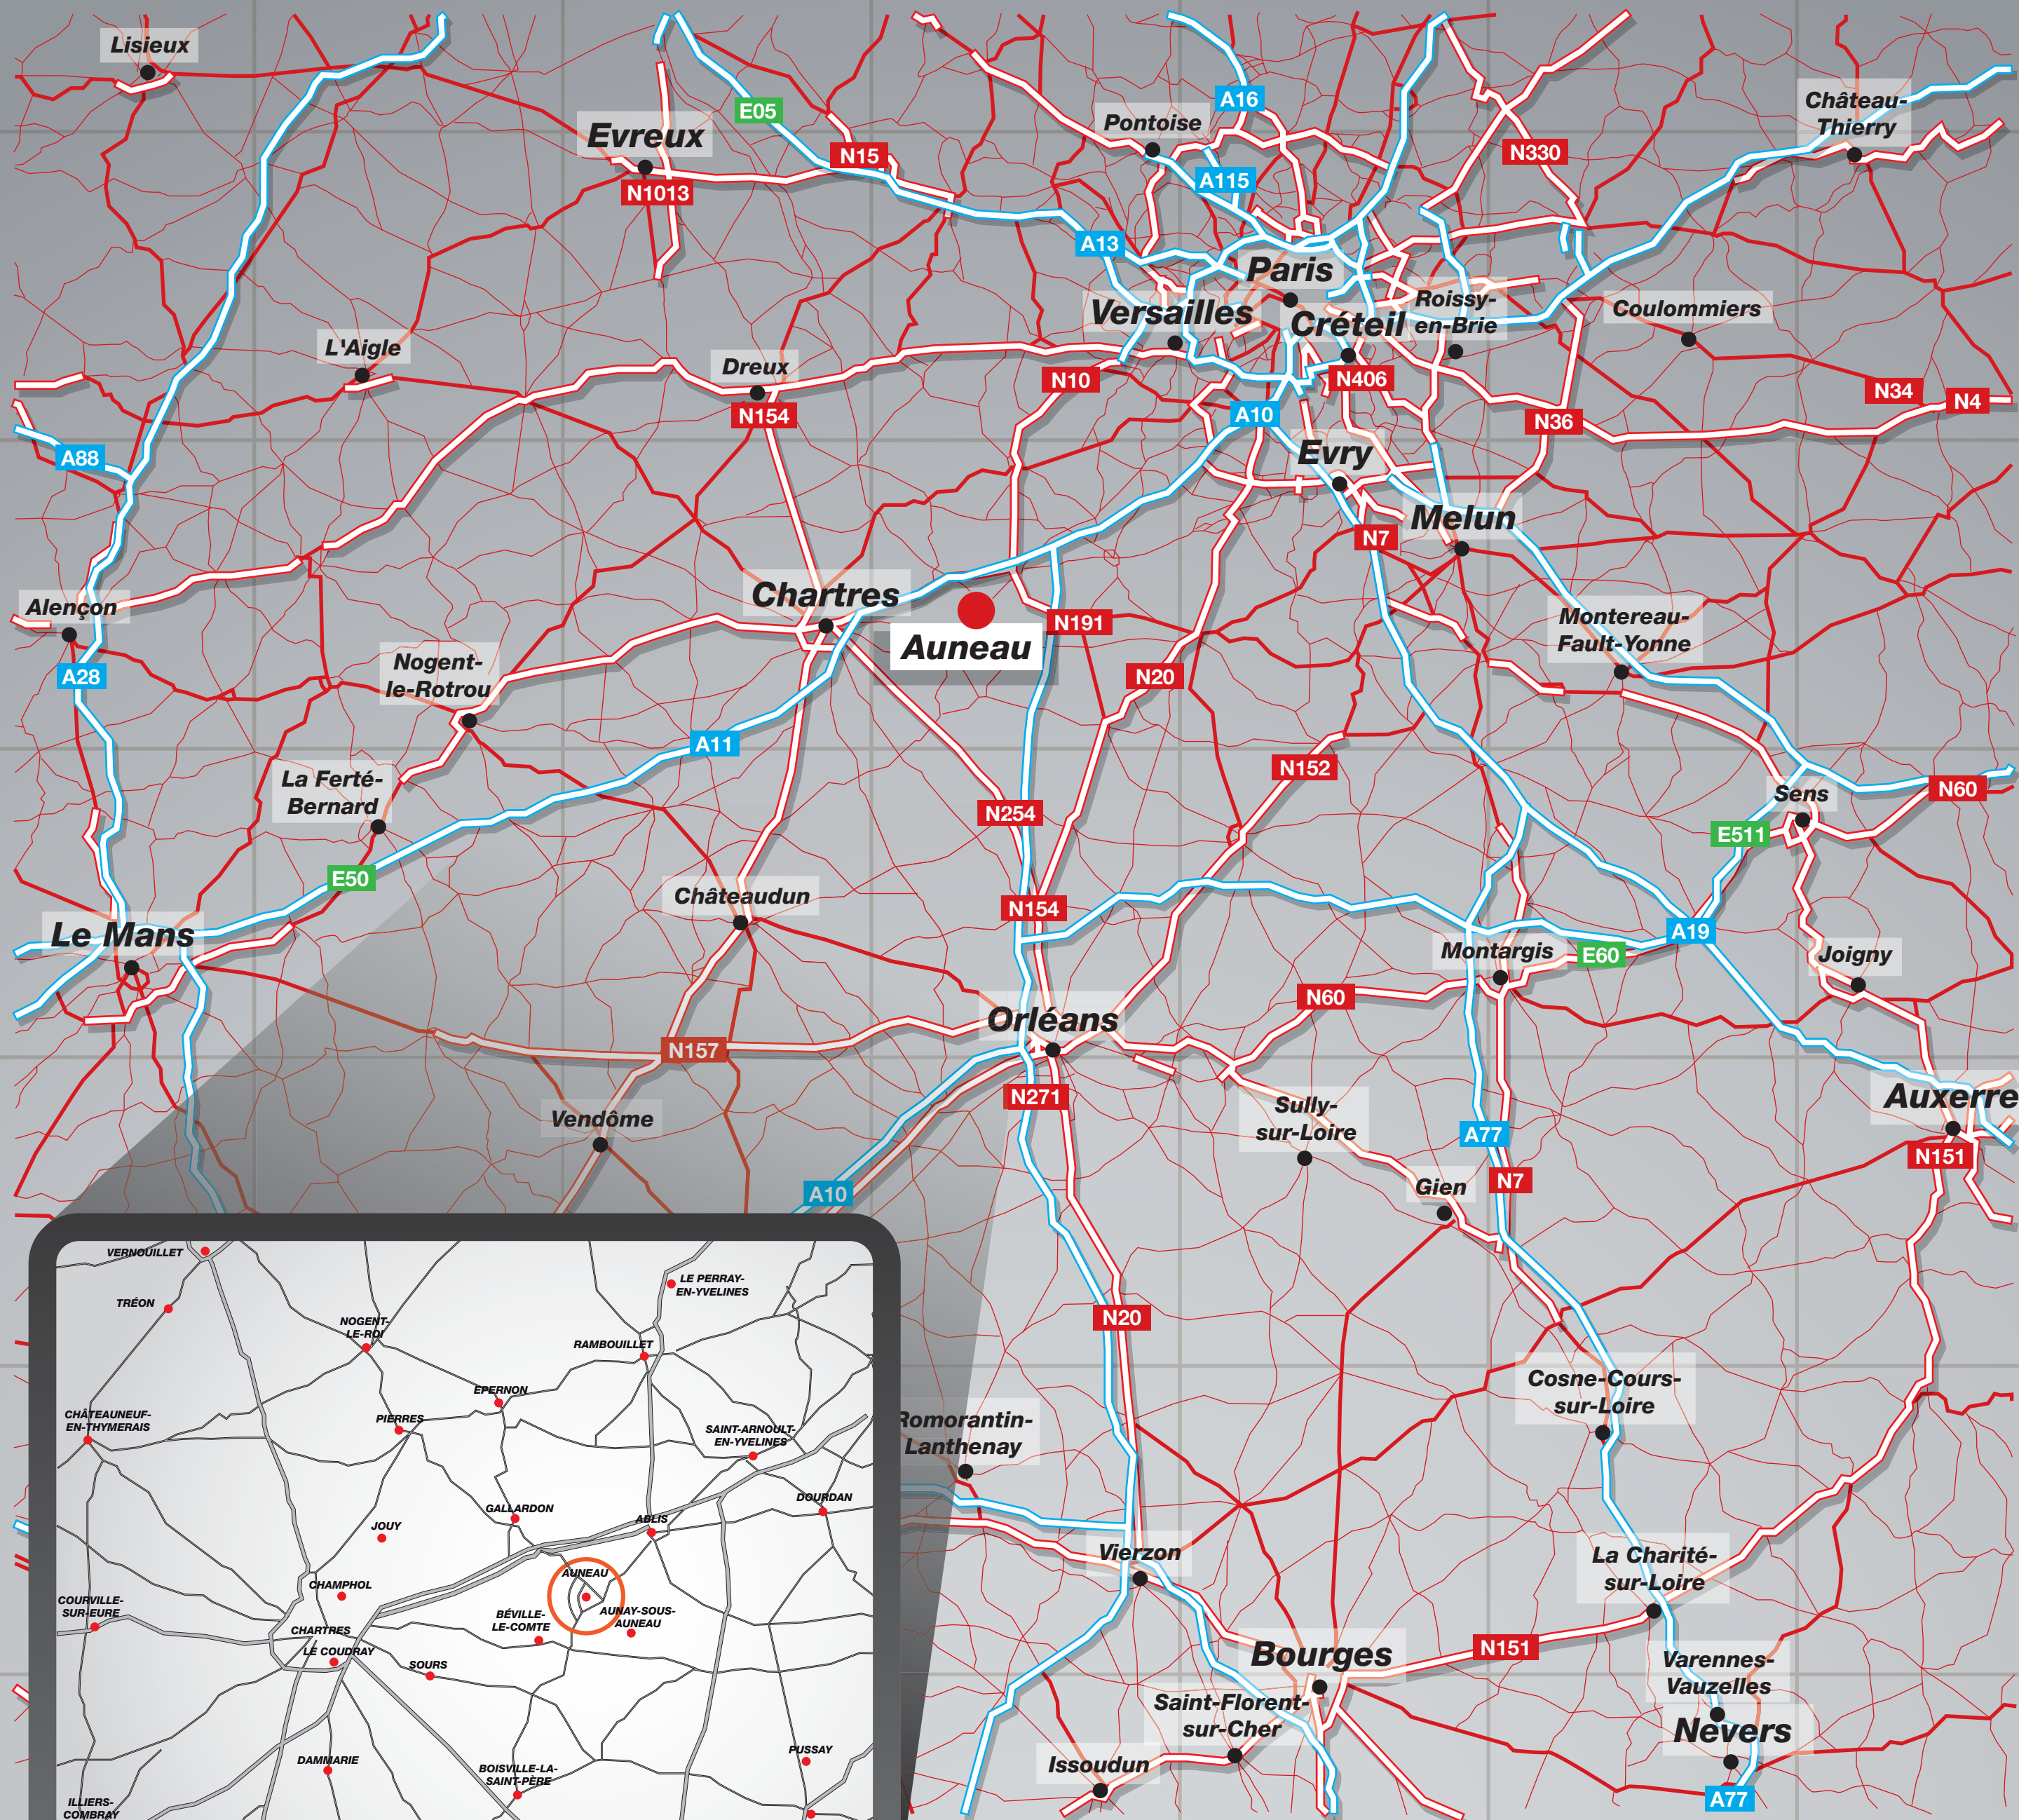 Lisieux
Evreux
E05
N15
N1013
A16
Pontoise
A115
N330
Château-
Thierry
A13
Paris
Versailles
Créteil
Roissy-
en-Brie
Coulommiers
L'Aigle
Dreux
N154
N10
N406
A10
N36
N34
N4
A88
Evry
Melun
N7
Alençon
Chartres
Auneau
N191
Montereau-
Fault-Yonne
A28
Nogent-
le-Rotrou
N20
A11
N152
La Ferté-
Bernard
N254
Sens
N60
E511
E50
Châteaudun
N154
Le Mans
A19
Montargis
E60
Joigny
N60
Orléans
N157
N271
Auxerre
Vendôme
Sully-
sur-Loire
A77
N151
N7
Gien
A10
N20
Cosne-Cours-
sur-Loire
Romorantin-
Lanthenay
Vierzon
La Charité-
sur-Loire
Bourges
N151
Varennes-
Vauzelles
Saint-Florent-
sur-Cher
Nevers
Issoudun
A77
VERNOUILLET
LE PERRAY-
EN-YVELINES
TRÉON
NOGENT-
LE-ROI
RAMBOUILLET
EPERNON
CHÂTEAUNEUF-
EN-THYMERAIS
PIERRES
SAINT-ARNOULT-
EN-YVELINES
GALLARDON
DOURDAN
JOUY
ABLIS
AUNEAU
CHAMPHOL
COURVILLE-
SUR-EURE
BÉVILLE-
LE-COMTE
AUNAY-SOUS-
AUNEAU
CHARTRES
LE COUDRAY
SOURS
DAMMARIE
BOISVILLE-LA-
SAINT-PÈRE
PUSSAY
ILLIERS-
COMBRAY